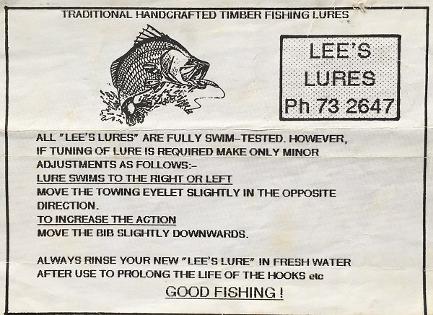 TRADITIONAL HANDCRAFTED TIMBER FISHING LURES
LEE'S
LURES
Ph 73 2647
ALL "LEE'S LURES" ARE FULLY SWIM-TESTED. HOWEVER,
IF TUNING OF LURE IS REQUIRED MAKE ONLY MINOR
ADJUSTMENTS AS FOLLOWS:-
LURE SWIMS TO THE RIGHT OR LEFT
MOVE THE TOWING EYELET SLIGHTLY IN THE OPPOSITE
DIRECTION.
TO INCREASE THE ACTION
MOVE THE BIB SLIGHTLY DOWNWARDS.
ALWAYS RINSE YOUR NEW "LEE'S LURE" IN FRESH WATER
AFTER USE TO PROLONG THE LIFE OF THE HOOKS etc
GOOD FISHING !